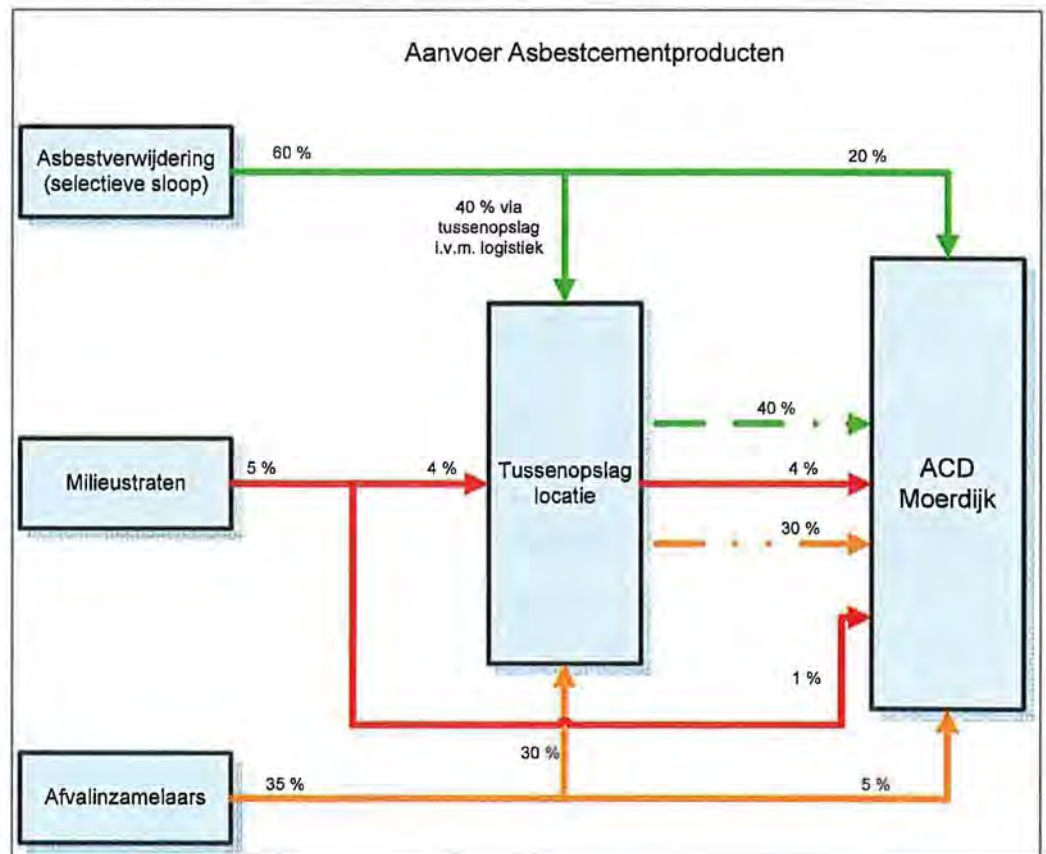 Aanvoer Asbestcementproducten
Asbestverwijdering
(selectieve sloop)
60 %
20 %
40 % via
tussenopslag
i.v.m. logistiek
40 %
Milieustraten
5 %
4 %
Tussenopslag
locatie
4 %
ACD
Moerdijk
30 %
1 %
30 %
Afvalinzamelaars
35 %
5 %